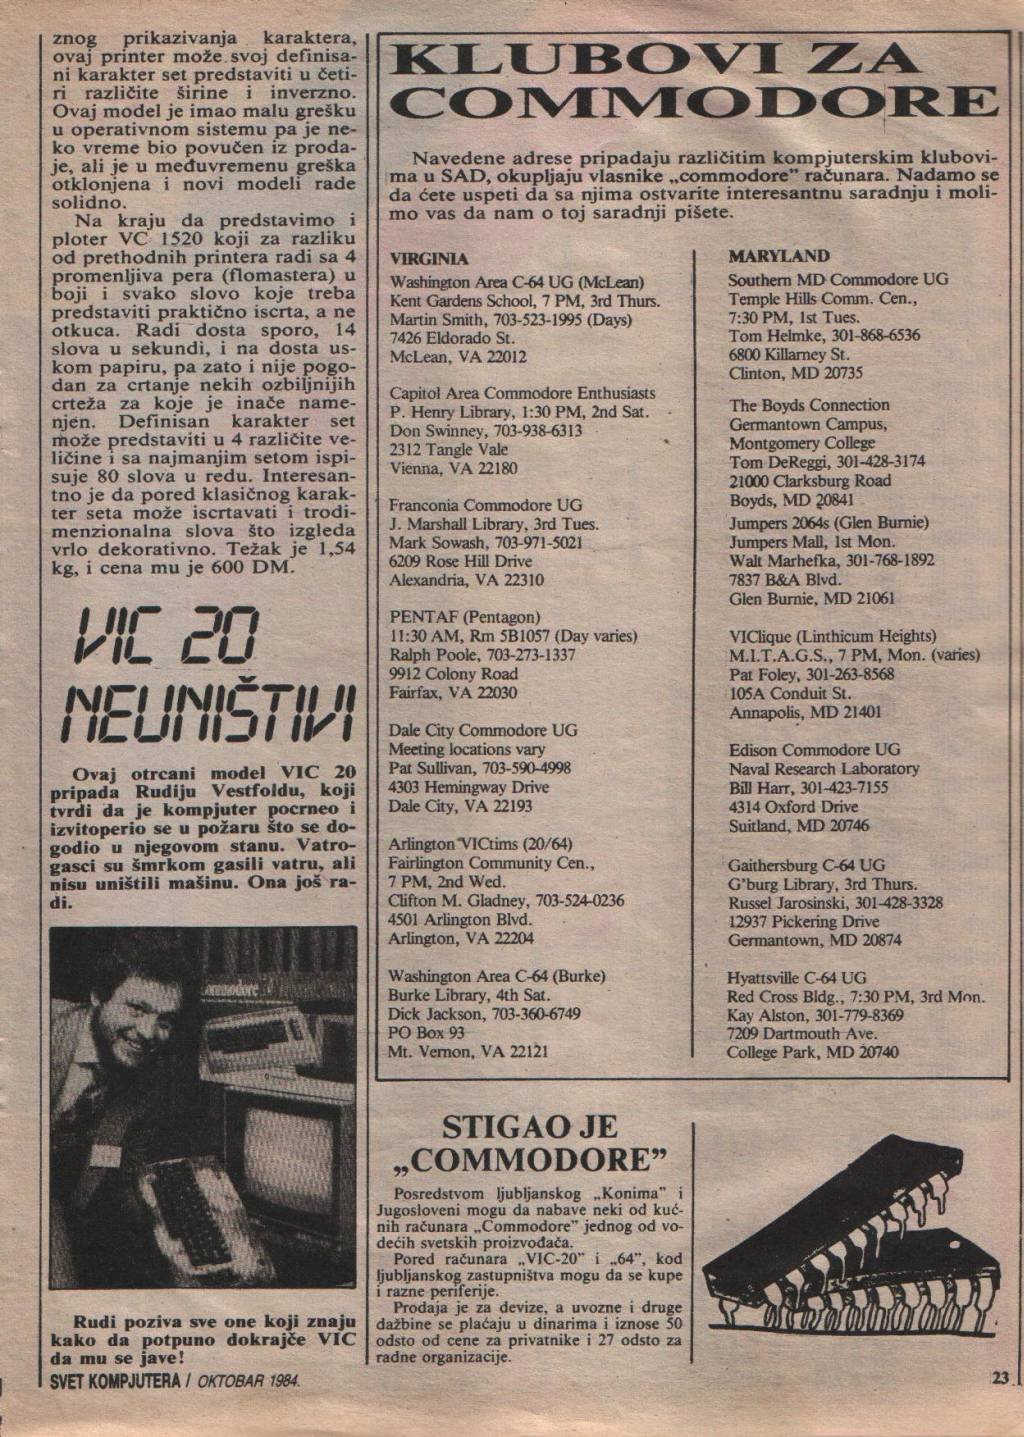 znog prikazivanja karaktera,
ovaj printer može svoj definisa-
ni karakter set predstaviti u četi-
ri različite širine i inverzno.
Ovaj model je imao malu grešku
u operativnom sistemu pa je ne-
ko vreme bio povučen iz proda-
je, ali je u međuvremenu greška
otklonjena i novi modeli rade
solidno.
Na kraju da predstavimo i
ploter VC 1520 koji za razliku
od prethodnih printera radi sa 4
promenljiva pera (flomastera) u
boji i svako slovo koje treba
predstaviti praktično iscrta, a ne
otkuca. Radi dosta sporo, 14
slova u sekundi, i na dosta us-
kom papiru, pa zato i nije pogo-
dan za crtanje nekih ozbiljnijih
crteža za koje je inače name-
njen. Definisan karakter set
može predstaviti u 4 različite ve-
ličine i sa najmanjim setom ispi-
suje 80 slova u redu. Interesan-
tno je da pored klasičnog karak-
ter seta može iscrtavati i trodi-
menzionalna slova što izgleda
vrlo dekorativno. Težak je 1,54
kg, i cena mu je 600 DM.
VIC 20
NEUNIŠTIVI
Ovaj otrcani model VIC 20
pripada Rudiju Vestfoldu, koji
tvrdi da je kompjuter pocrneo i
izvitoperio se u požaru što se do-
godio u njegovom stanu. Vatro-
gasci su šmrkom gasili vatru, ali
nisu uništili mašinu. Ona još ra-
di.
commodore
Rudi poziva sve one koji znaju
kako da potpuno dokrajče VIC
da mu se jave!
KLUBOVI ZA
COMMODORE
Navedene adrese pripadaju različitim kompjuterskim klubovi-
ma u SAD, okupljaju vlasnike „commodore" računara. Nadamo se
da ćete uspeti da sa njima ostvarite interesantnu saradnju i moli-
mo vas da nam o toj saradnji pišete.
VIRGINIA
Washington Area C-64 UG (McLean)
Kent Gardens School, 7 PM, 3rd Thurs.
Martin Smith, 703-523-1995 (Days)
7426 Eldorado St.
McLean, VA 22012
Capitol Area Commodore Enthusiasts
P. Henry Library, 1:30 PM, 2nd Sat.
Don Swinney, 703-938-6313
2312 Tangle Vale
Vienna, VA 22180
Franconia Commodore UG
J. Marshall Library, 3rd Tues.
Mark Sowash, 703-971-5021
6209 Rose Hill Drive
Alexandria, VA 22310
PENTAF (Pentagon)
11:30 AM, Rm 5B1057 (Day varies)
Ralph Poole, 703-273-1337
9912 Colony Road
Fairfax, VA 22030
Dale City Commodore UG
Meeting locations vary
Pat Sullivan, 703-590-4998
4303 Hemingway Drive
Dale City, VA 22193
Arlington VICtims (20/64)
Fairlington Community Cen.,
7 PM, 2nd Wed.
Clifton M. Gladney, 703-524-0236
4501 Arlington Blvd.
Arlington, VA 22204
Washington Area C-64 (Burke)
Burke Library, 4th Sat.
Dick Jackson, 703-360-6749
PO Box 93
Mt. Vernon, VA 22121
MARYLAND
Southern MD Commodore UG
Temple Hills Comm. Cen.,
7:30 PM, 1st Tues.
Tom Helmke, 301-868-6536
6800 Killarney St.
Clinton, MD 20735
The Boyds Connection
Germantown Campus,
Montgomery College
Tom DeReggi, 301-428-3174
21000 Clarksburg Road
Boyds, MD 20841
Jumpers 2064s (Glen Burnie)
Jumpers Mall, 1st Mon.
Walt Marhefka, 301-768-1892
7837 B&A Blvd.
Glen Burnie, MD 21061
VIClique (Linthicum Heights)
M.I.T.A.G.S., 7 PM, Mon. (varies)
Pat Foley, 301-263-8568
105A Conduit St.
Annapolis, MD 21401
Edison Commodore UG
Naval Research Laboratory
Bill Harr, 301-423-7155
4314 Oxford Drive
Suitland, MD 20746
Gaithersburg C-64 UG
G'burg Library, 3rd Thurs.
Russel Jarosinski, 301-428-3328
12937 Pickering Drive
Germantown, MD 20874
Hyattsville C-64 UG
Red Cross Bldg., 7:30 PM, 3rd Mon.
Kay Alston, 301-779-8369
7209 Dartmouth Ave.
College Park, MD 20740
STIGAO JE
„COMMODORE”
Posredstvom ljubljanskog „Konima" i
Jugosloveni mogu da nabave neki od kuć-
nih računara „Commodore" jednog od vo-
dećih svetskih proizvođača.
Pored računara „VIC-20" i „64", kod
ljubljanskog zastupništva mogu da se kupe
i razne periferije.
Prodaja je za devize, a uvozne i druge
dažbine se plaćaju u dinarima i iznose 50
odsto od cene za privatnike i 27 odsto za
radne organizacije.
SVET KOMPJUTERA / OKTOBAR 1984.
23